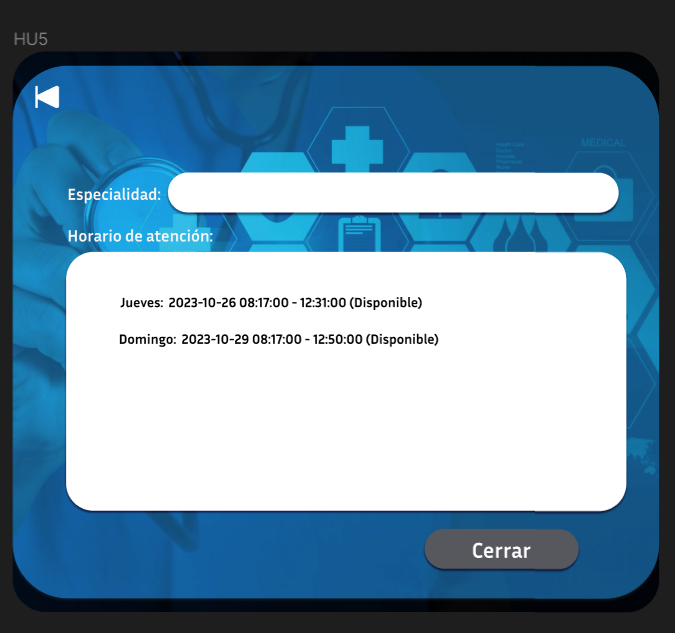 HU5
MEDICAL
Especialidad:
Horario de atención:
Jueves: 2023-10-26 08:17:00 - 12:31:00 (Disponible)
Domingo: 2023-10-29 08:17:00 - 12:50:00 (Disponible)
Cerrar